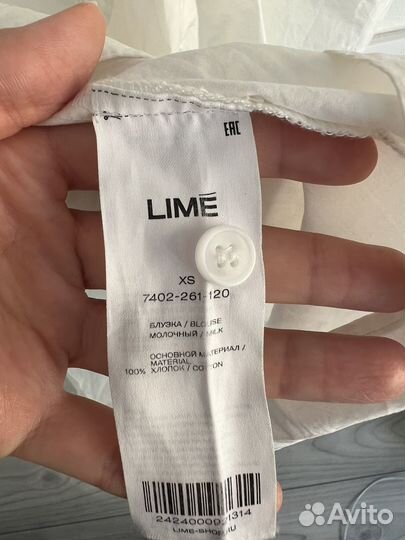 EAC
LIMĒ
XS
7402-261-120
БЛУЗКА / BLOUSE
МОЛОЧНЫЙ / MILK
ОСНОВНОЙ МАТЕРИАЛ /
MATERIAL
100% ХЛОПОК / COTTON
LIME-SHOP.RU
Avito